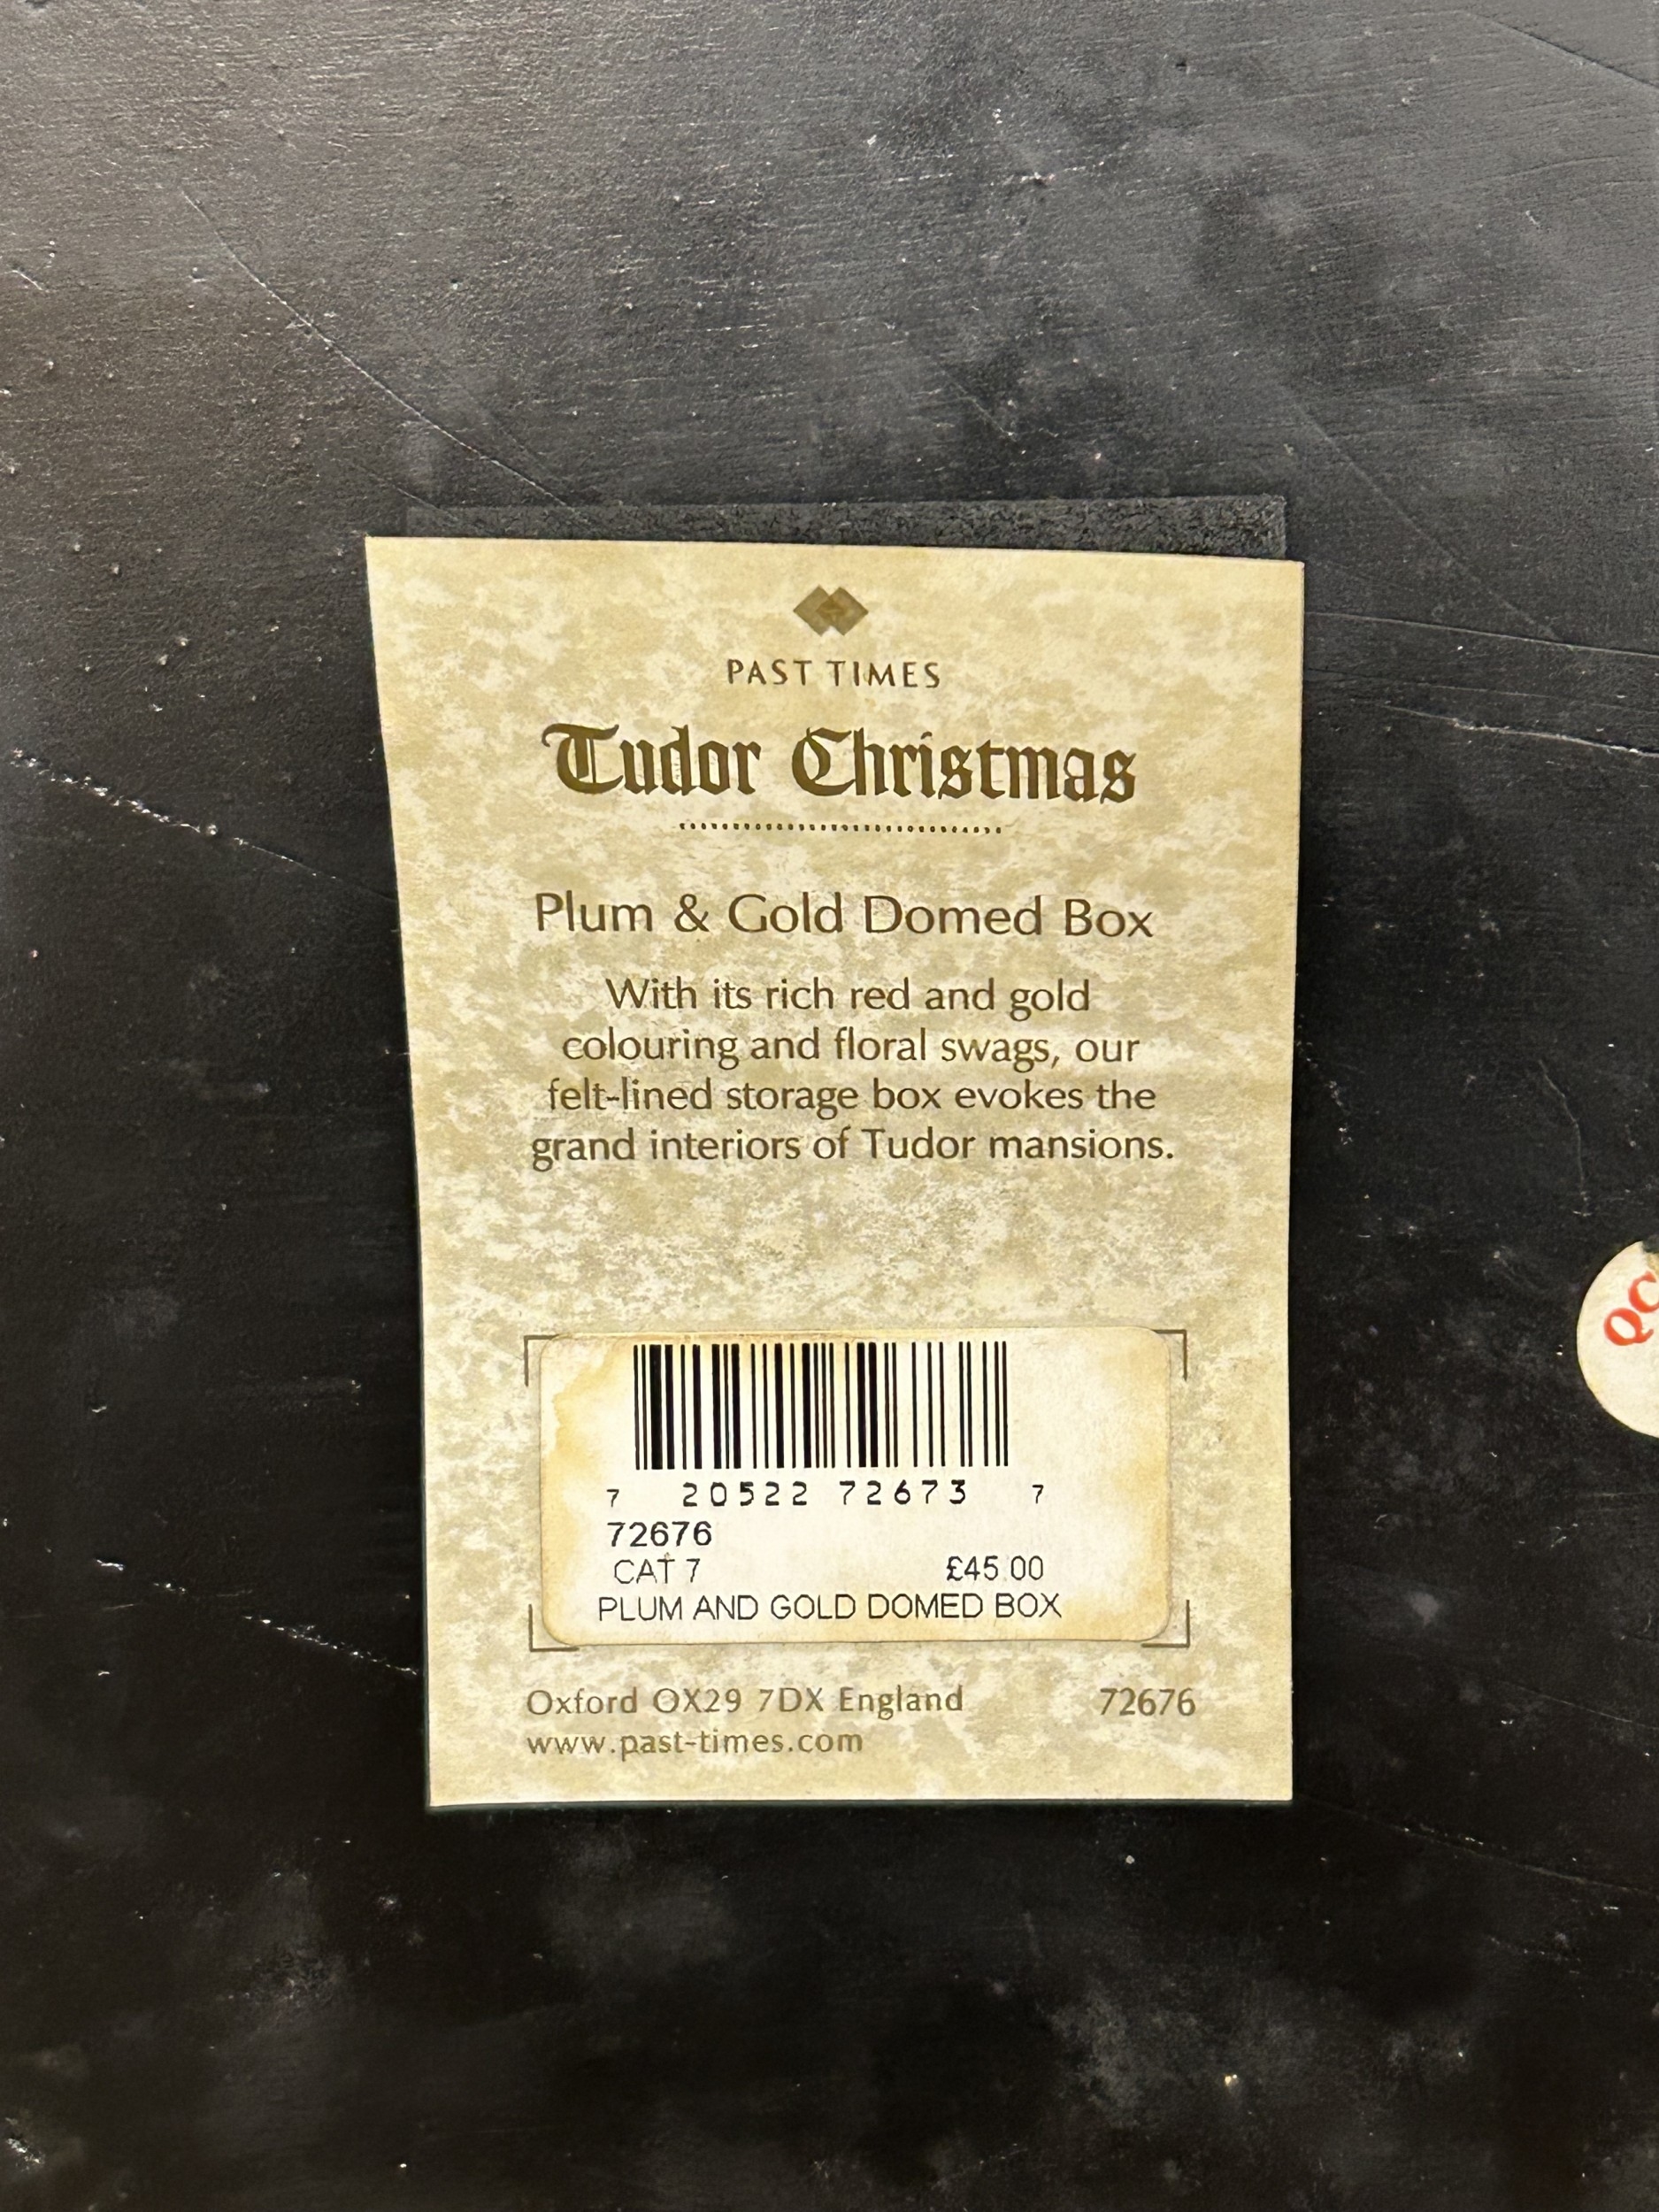 PAST TIMES
Tudor Christmas
Plum & Gold Domed Box
With its rich red and gold
colouring and floral swags, our
felt-lined storage box evokes the
grand interiors of Tudor mansions.
7 20522 72673 7
72676
CAT 7 £45.00
PLUM AND GOLD DOMED BOX
Oxford OX29 7DX England 72676
www.past-times.com
QC